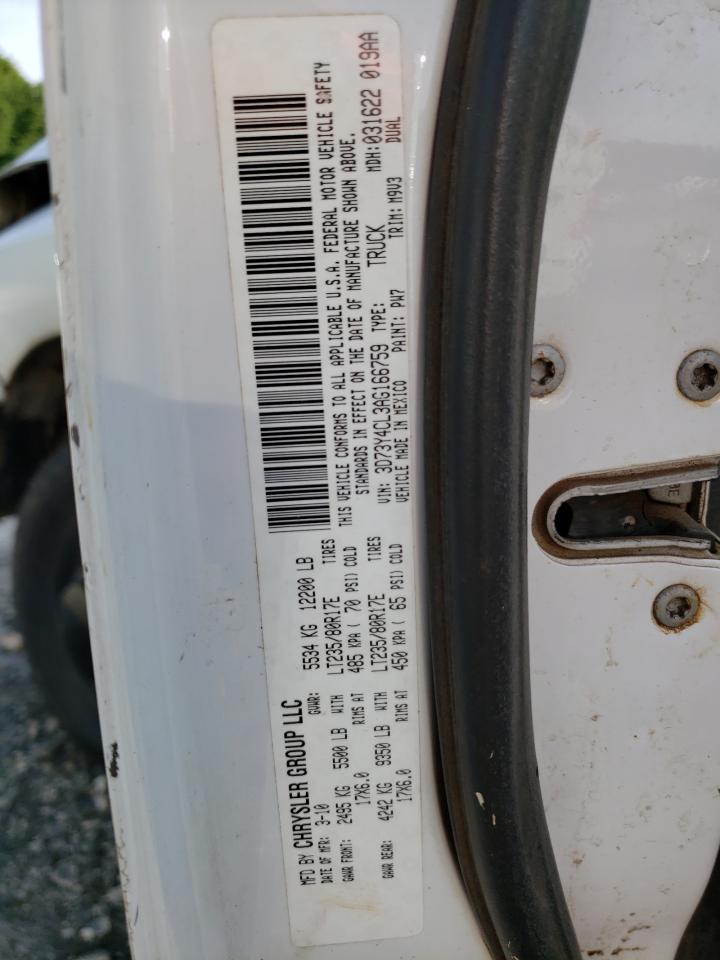 MFD BY CHRYSLER GROUP LLC
DATE OF MFR: 3-10 GVWR: 5534 KG 12200 LB
GAWR FRONT: 2495 KG 5500 LB WITH LT235/80R17E TIRES
17X6.0 RIMS AT 485 KPA ( 70 PSI) COLD
GAWR REAR: 4242 KG 9350 LB WITH LT235/80R17E TIRES
17X6.0 RIMS AT 450 KPA ( 65 PSI) COLD
THIS VEHICLE CONFORMS TO ALL APPLICABLE U.S.A. FEDERAL MOTOR VEHICLE SAFETY
STANDARDS IN EFFECT ON THE DATE OF MANUFACTURE SHOWN ABOVE.
VIN: 3D73Y4CL3AG166759 TYPE: TRUCK MDH: 031622 019AA
VEHICLE MADE IN MEXICO PAINT: PW7 TRIM: M9V3 DUAL